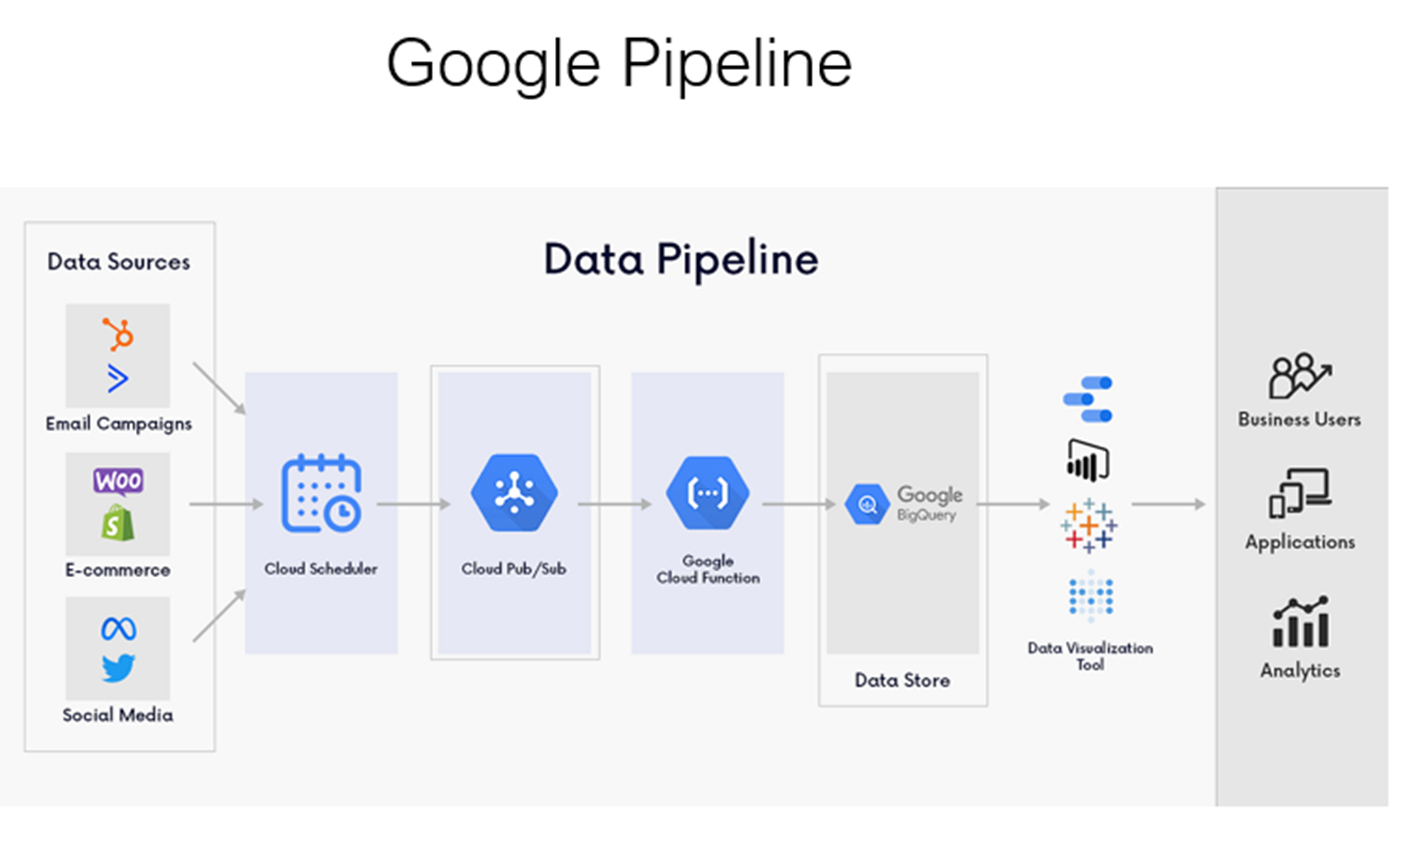 Google Pipeline
Data Pipeline
Data Sources
Email Campaigns
WOO
S
E-commerce
Social Media
Cloud Scheduler
Cloud Pub/Sub
Google
Cloud Function
Google
BigQuery
Data Store
Data Visualization
Tool
Business Users
Applications
Analytics